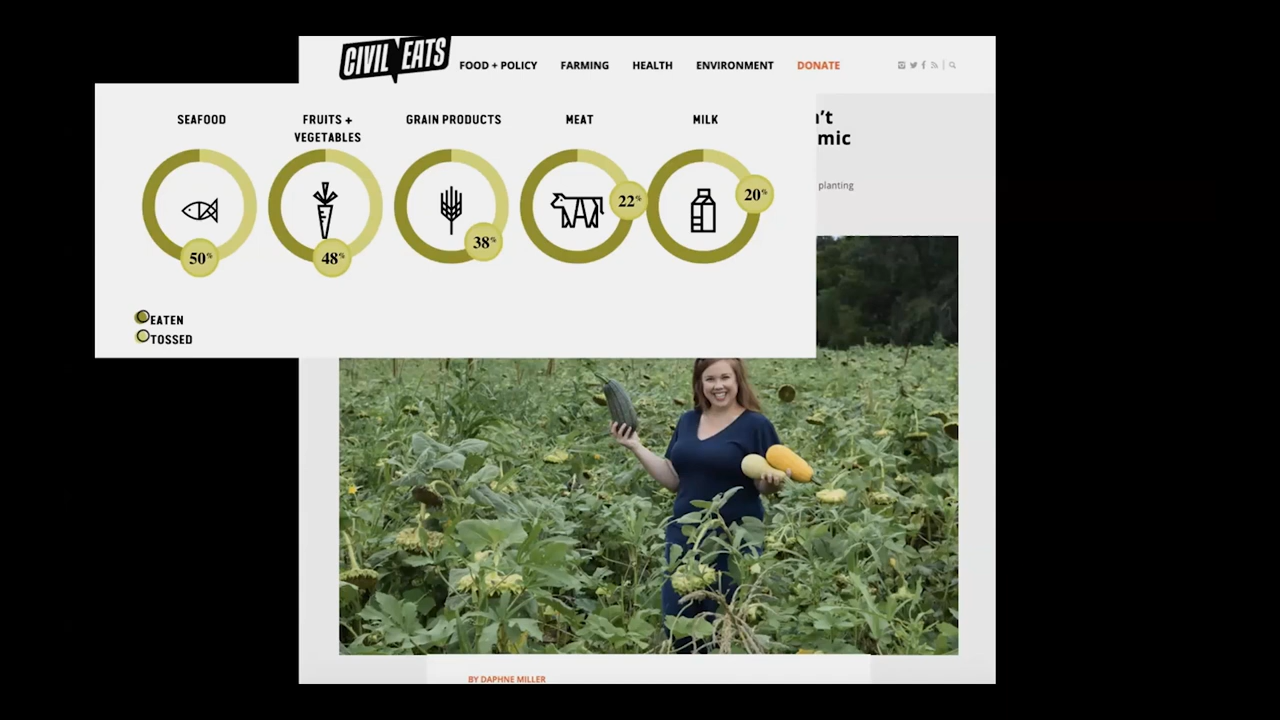 CIVIL EATS
FOOD + POLICY FARMING HEALTH ENVIRONMENT DONATE
SEAFOOD
FRUITS +
VEGETABLES
GRAIN PRODUCTS
MEAT
MILK
50%
48%
38%
22%
20%
EATEN
TOSSED
planting
BY DAPHNE MILLER